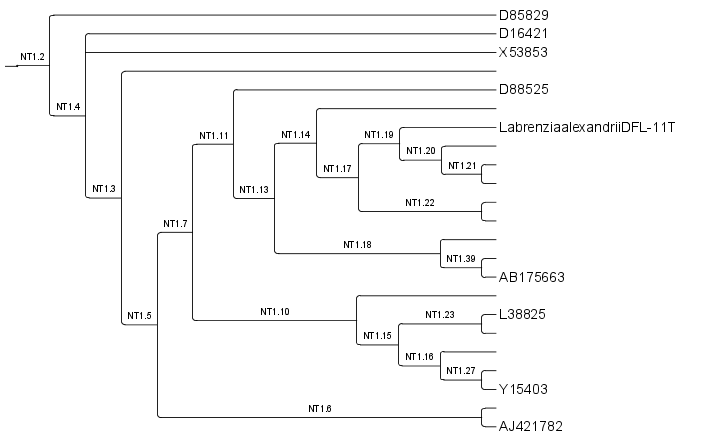 D85829
D16421
NT1.2
X53853
D88525
NT1.4
LabrenziaalexandriiDFL-11T
NT1.11
NT1.14
NT1.19
NT1.20
NT1.21
NT1.17
NT1.3
NT1.13
NT1.22
NT1.7
NT1.18
NT1.39
AB175663
NT1.10
NT1.5
NT1.23
L38825
NT1.15
NT1.16
NT1.27
Y15403
NT1.6
AJ421782